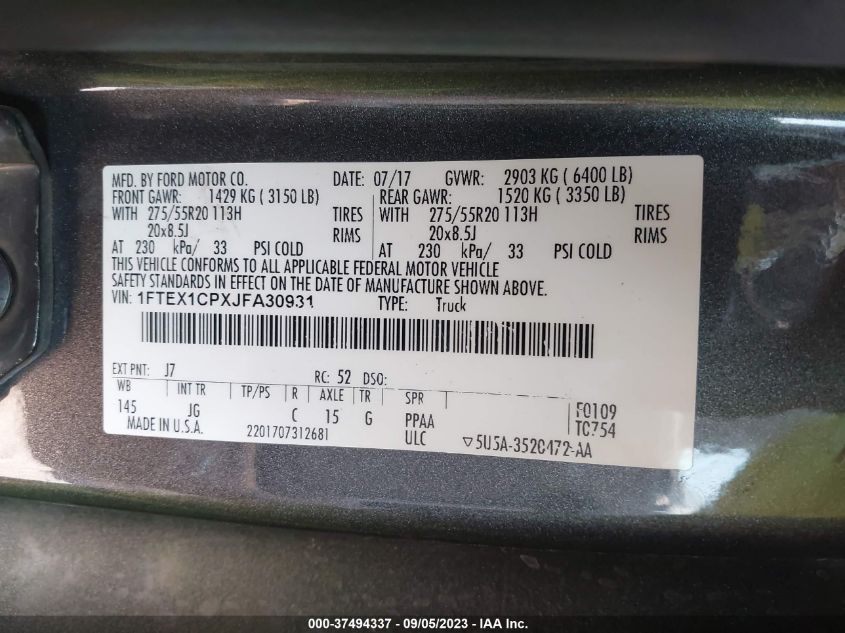 MFD. BY FORD MOTOR CO. DATE: 07/17 GVWR: 2903 KG ( 6400 LB)
FRONT GAWR: 1429 KG ( 3150 LB) REAR GAWR: 1520 KG ( 3350 LB)
WITH 275/55R20 113H TIRES WITH 275/55R20 113H TIRES
20x8.5J RIMS 20x8.5J RIMS
AT 230 kPa/ 33 PSI COLD AT 230 kPa/ 33 PSI COLD
THIS VEHICLE CONFORMS TO ALL APPLICABLE FEDERAL MOTOR VEHICLE
SAFETY STANDARDS IN EFFECT ON THE DATE OF MANUFACTURE SHOWN ABOVE.
VIN: 1FTEX1CPXJFA30931 TYPE: Truck
EXT PNT: J7 RC: 52 DSO:
WB INT TR TP/PS R AXLE TR SPR
145 JG C 15 G PPAA F0109
MADE IN U.S.A. 2201707312681 ULC TC754
5U5A-3520472-AA
000-37494337 - 09/05/2023 - U.S.A. - IAA Inc.